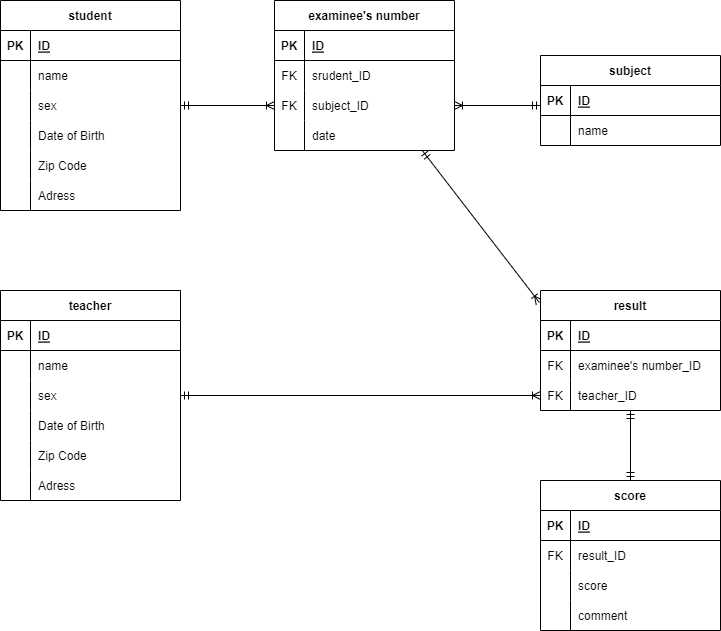 student
PK ID
name
sex
Date of Birth
Zip Code
Adress
examinee's number
PK ID
FK srudent_ID
FK subject_ID
date
subject
PK ID
name
teacher
PK ID
name
sex
Date of Birth
Zip Code
Adress
result
PK ID
FK examinee's number_ID
FK teacher_ID
score
PK ID
FK result_ID
score
comment